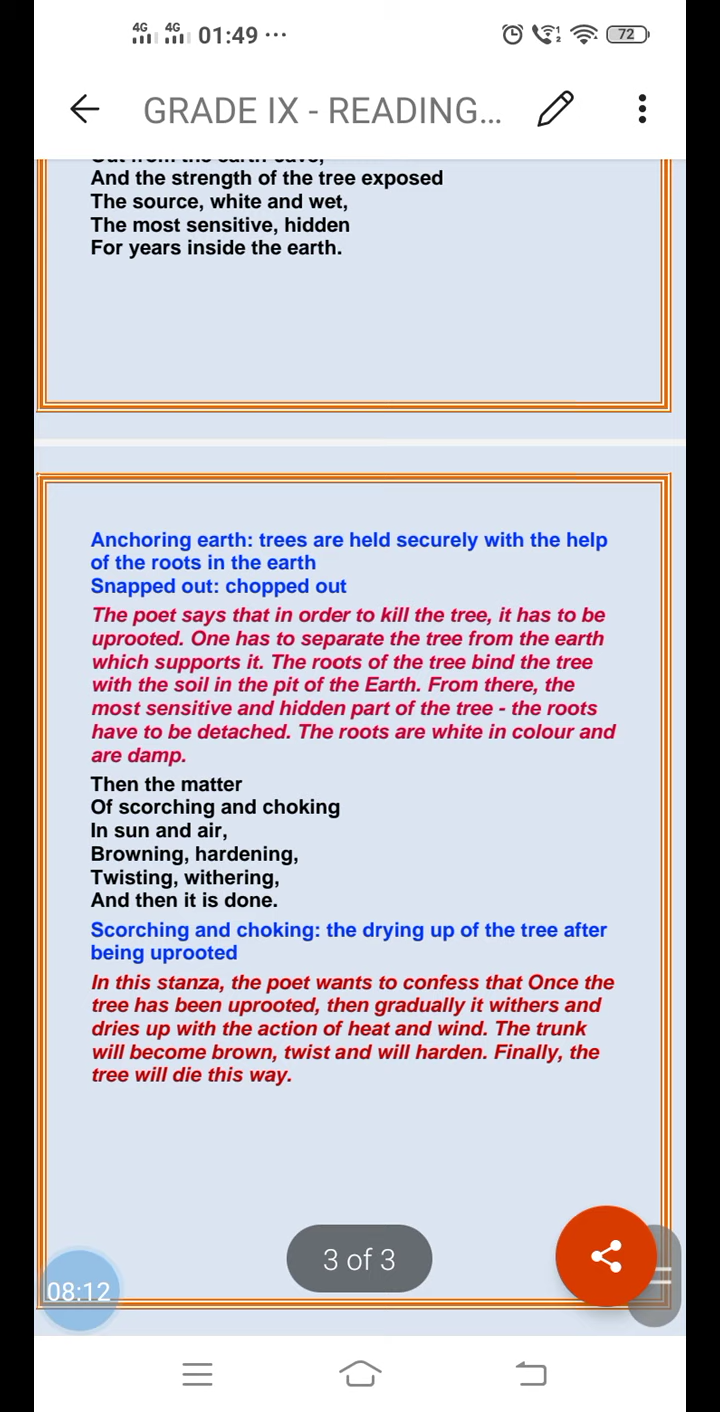 4G 4G 01:49 ··· 72
GRADE IX - READING...
And the strength of the tree exposed
The source, white and wet,
The most sensitive, hidden
For years inside the earth.
Anchoring earth: trees are held securely with the help
of the roots in the earth
Snapped out: chopped out
The poet says that in order to kill the tree, it has to be
uprooted. One has to separate the tree from the earth
which supports it. The roots of the tree bind the tree
with the soil in the pit of the Earth. From there, the
most sensitive and hidden part of the tree - the roots
have to be detached. The roots are white in colour and
are damp.
Then the matter
Of scorching and choking
In sun and air,
Browning, hardening,
Twisting, withering,
And then it is done.
Scorching and choking: the drying up of the tree after
being uprooted
In this stanza, the poet wants to confess that Once the
tree has been uprooted, then gradually it withers and
dries up with the action of heat and wind. The trunk
will become brown, twist and will harden. Finally, the
tree will die this way.
3 of 3
08:12